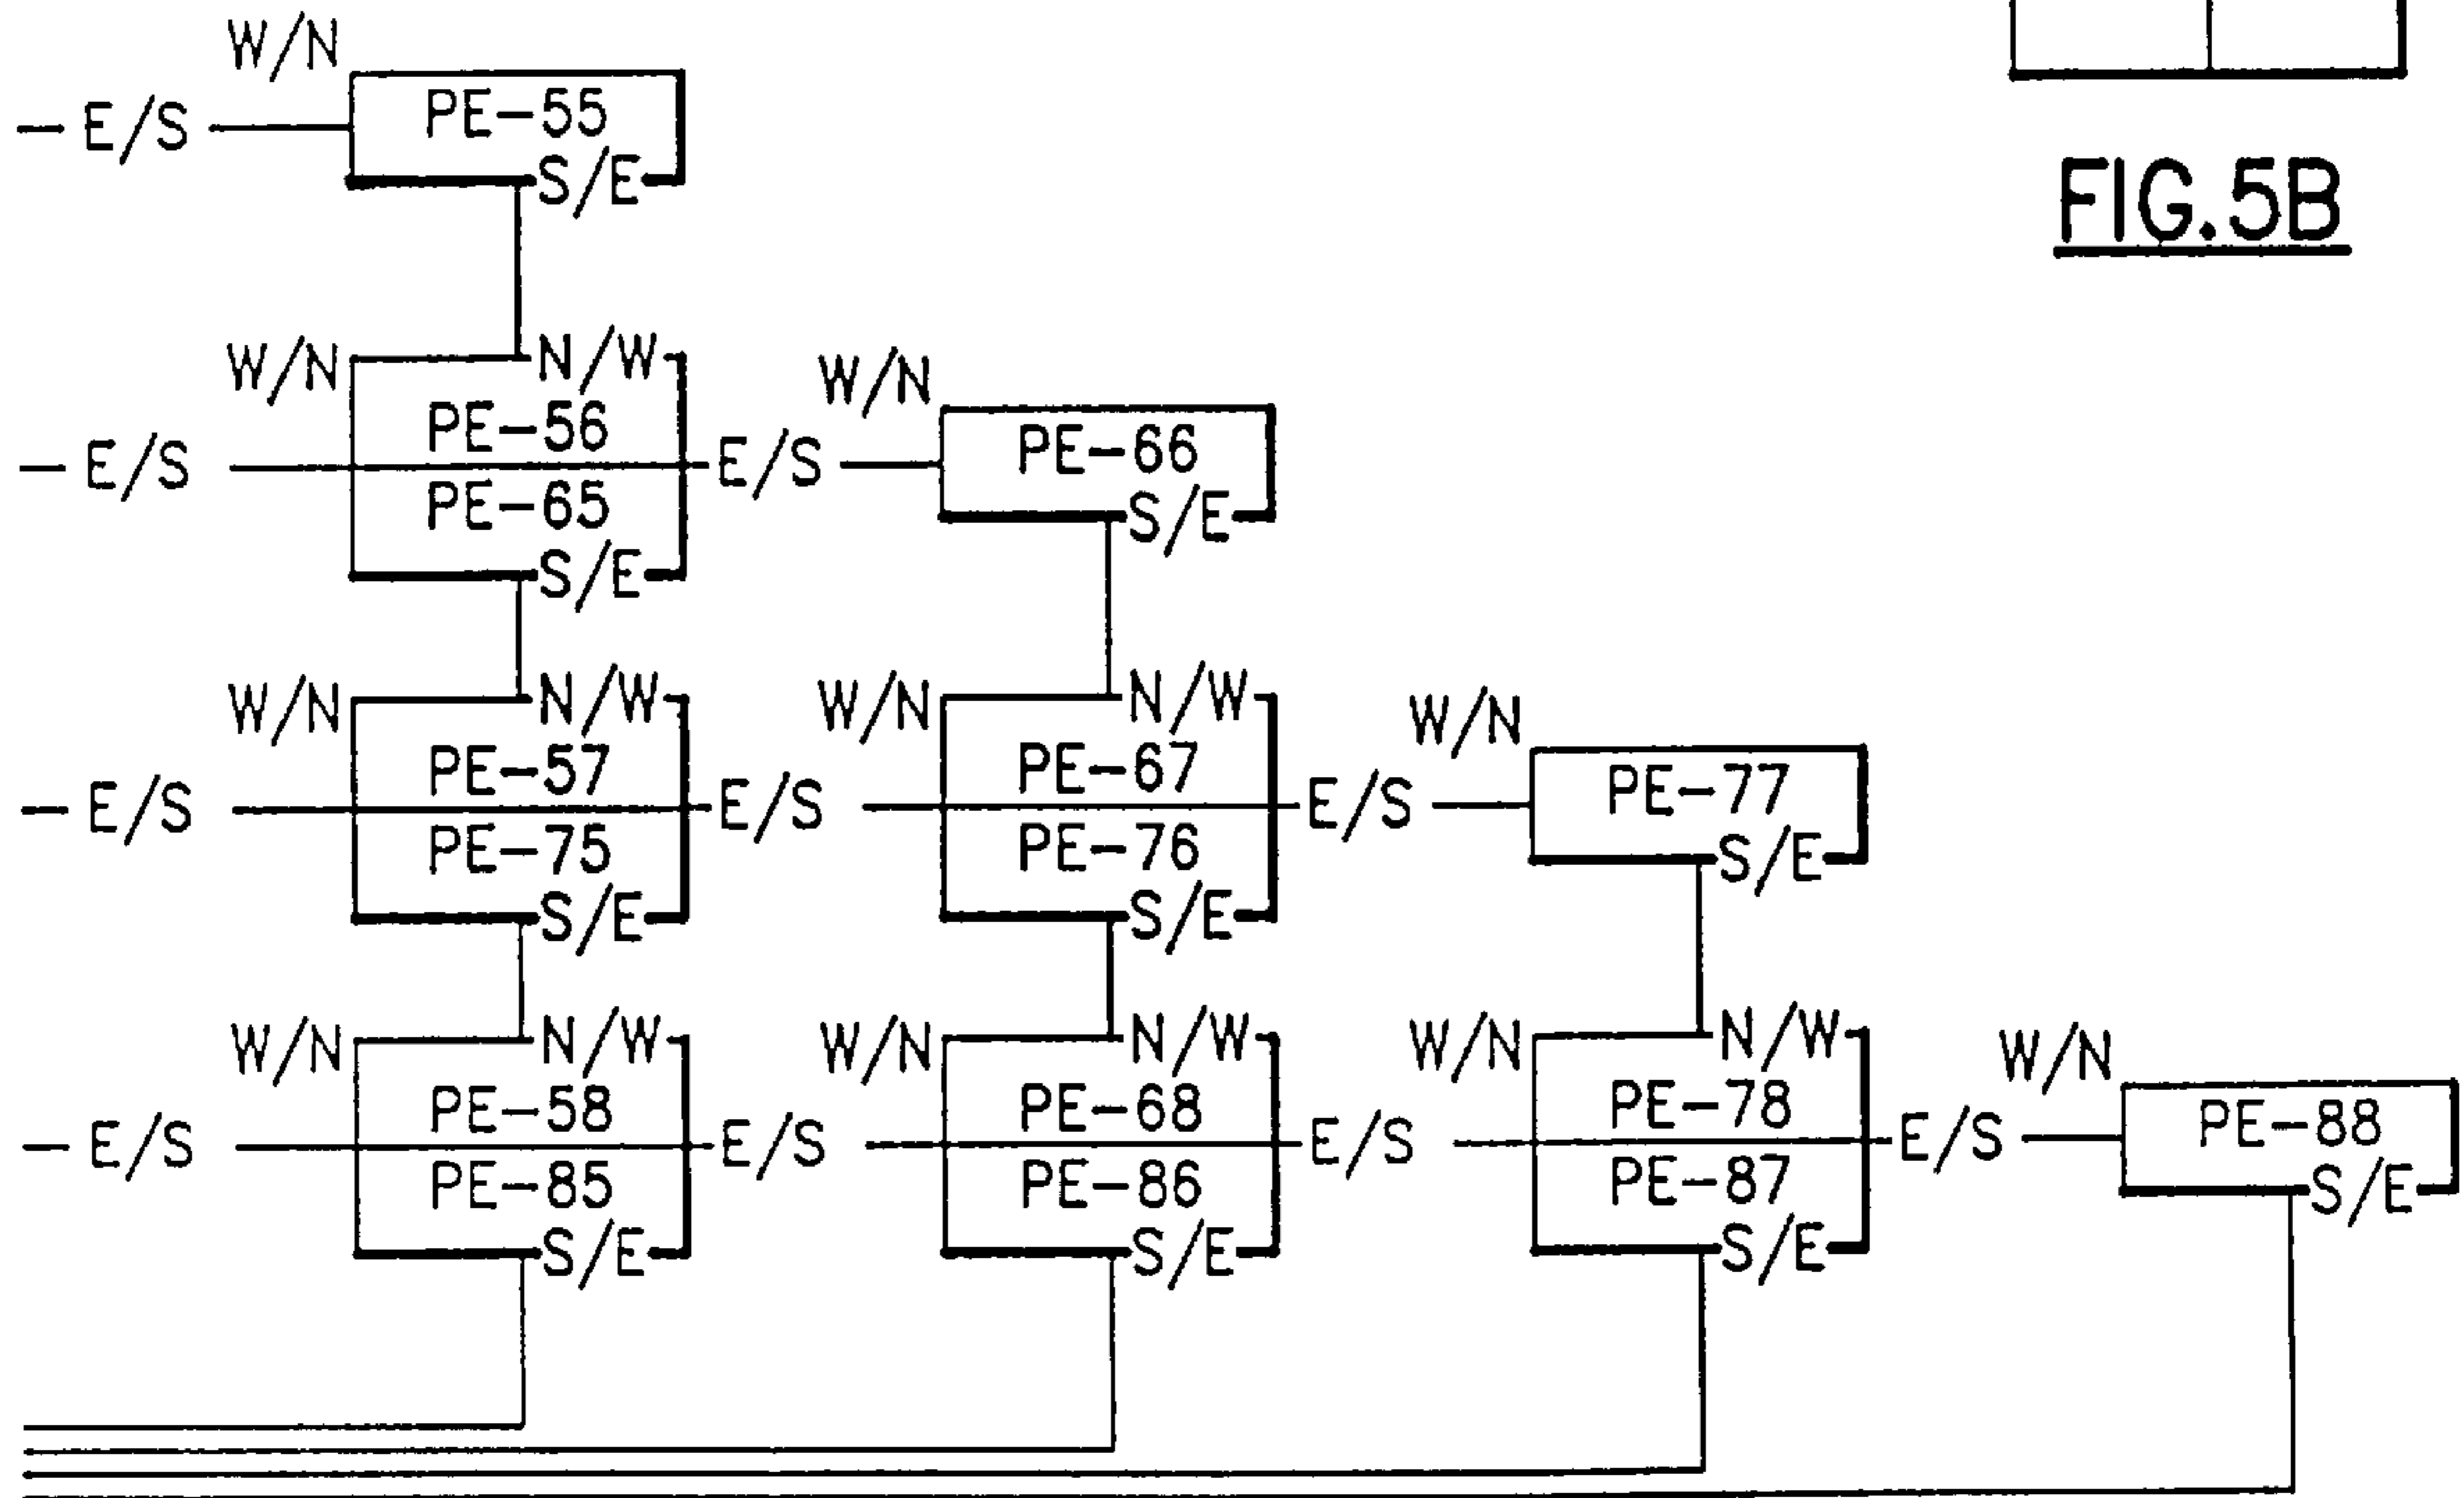 W/N
E/S PE-55
S/E
FIG.5B
W/N N/W W/N
PE-56
E/S E/S PE-66
PE-65
S/E S/E
W/N N/W W/N N/W W/N
PE-57 PE-67
E/S E/S E/S PE-77
PE-75 PE-76
S/E S/E S/E
W/N N/W W/N N/W W/N N/W W/N
PE-58 PE-68 PE-78
E/S E/S E/S E/S PE-88
PE-85 PE-86 PE-87
S/E S/E S/E S/E